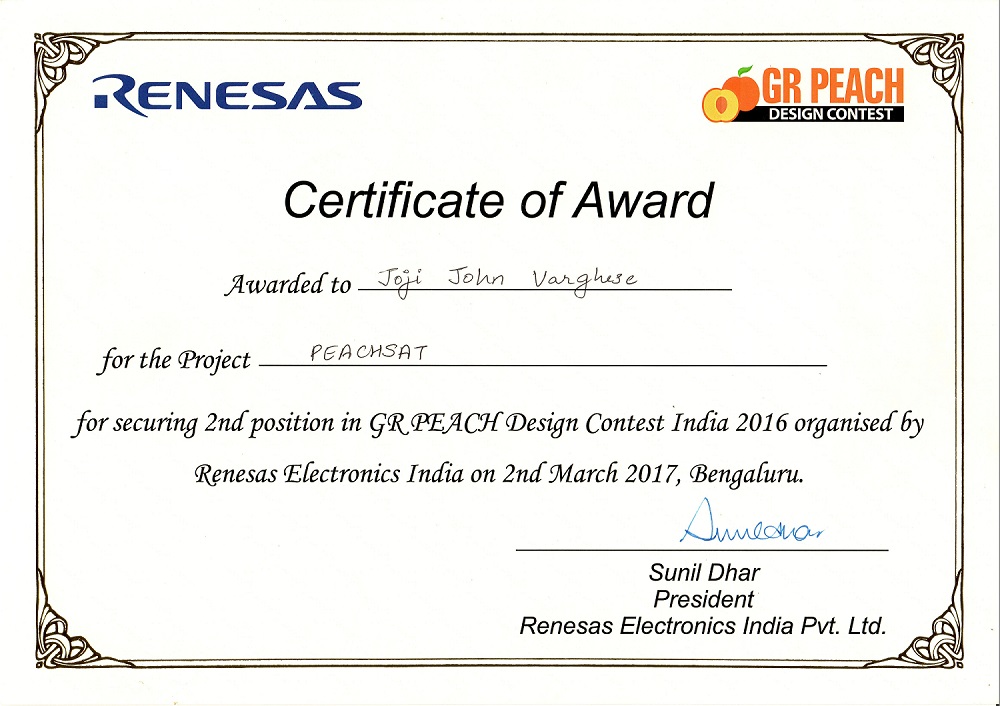 RENESAS
GR PEACH
DESIGN CONTEST
Certificate of Award
Awarded to Joji John Varghese
for the Project PEACHSAT
for securing 2nd position in GR PEACH Design Contest India 2016 organised by
Renesas Electronics India on 2nd March 2017, Bengaluru.
Sunil Dhar
President
Renesas Electronics India Pvt. Ltd.